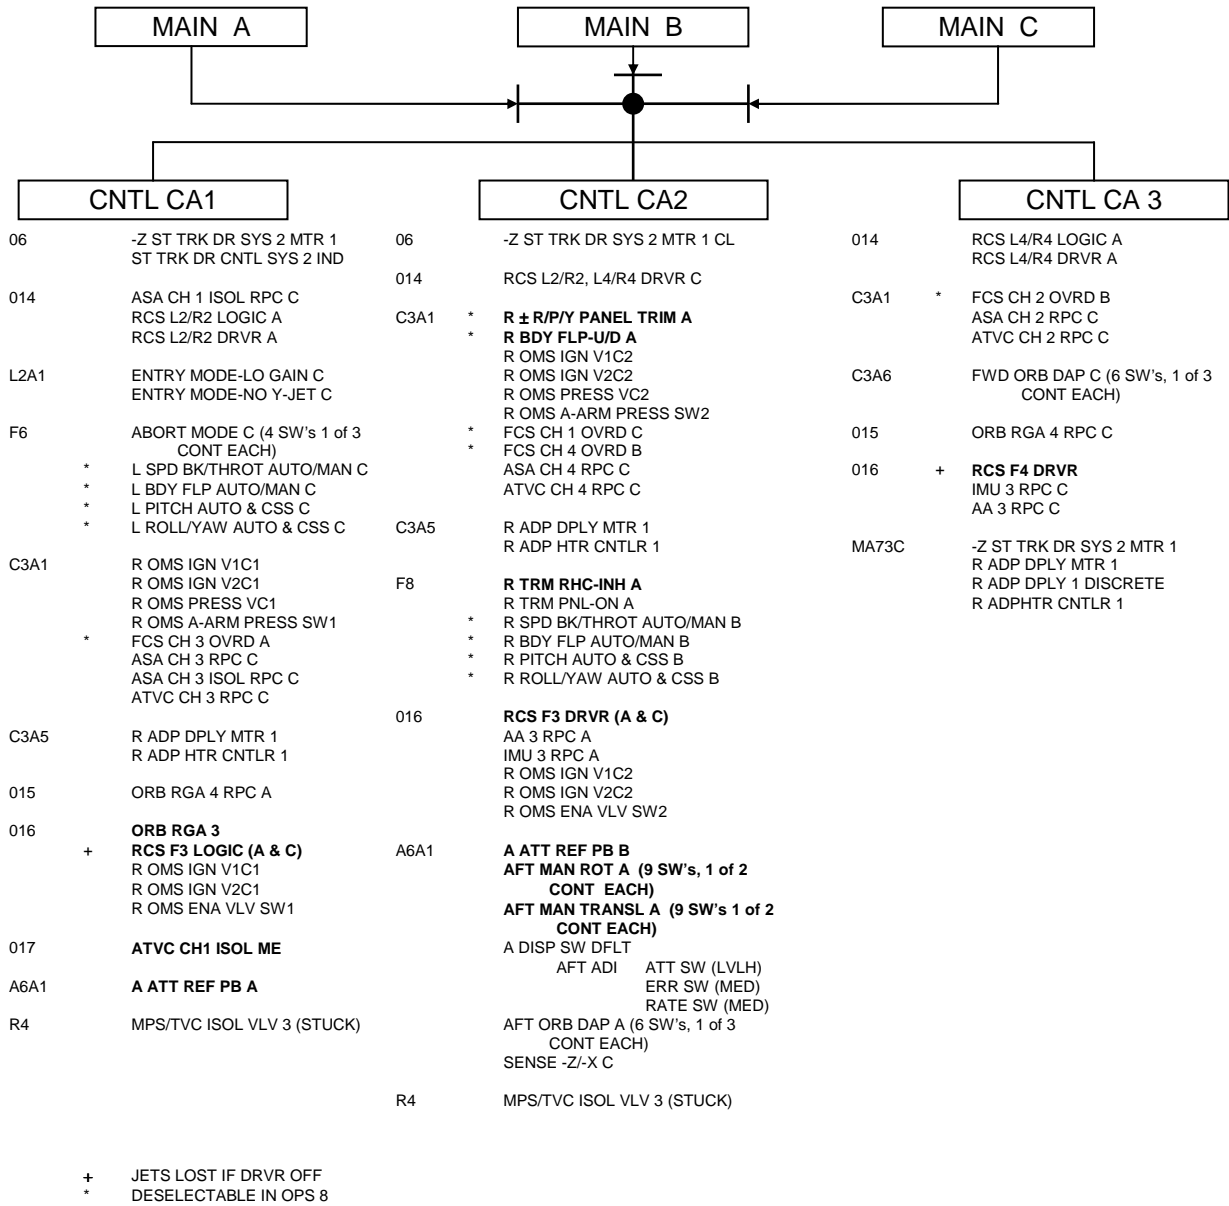 MAIN A
MAIN B
MAIN C
CNTL CA1
06 -Z ST TRK DR SYS 2 MTR 1
ST TRK DR CNTL SYS 2 IND
014 ASA CH 1 ISOL RPC C
RCS L2/R2 LOGIC A
RCS L2/R2 DRVR A
L2A1 ENTRY MODE-LO GAIN C
ENTRY MODE-NO Y-JET C
F6 ABORT MODE C (4 SW's 1 of 3
CONT EACH)
* L SPD BK/THROT AUTO/MAN C
* L BDY FLP AUTO/MAN C
* L PITCH AUTO & CSS C
* L ROLL/YAW AUTO & CSS C
C3A1 R OMS IGN V1C1
R OMS IGN V2C1
R OMS PRESS VC1
R OMS A-ARM PRESS SW1
* FCS CH 3 OVRD A
ASA CH 3 RPC C
ASA CH 3 ISOL RPC C
ATVC CH 3 RPC C
C3A5 R ADP DPLY MTR 1
R ADP HTR CNTLR 1
015 ORB RGA 4 RPC A
016 ORB RGA 3
+ RCS F3 LOGIC (A & C)
R OMS IGN V1C1
R OMS IGN V2C1
R OMS ENA VLV SW1
017 ATVC CH1 ISOL ME
A6A1 A ATT REF PB A
R4 MPS/TVC ISOL VLV 3 (STUCK)
CNTL CA2
06 -Z ST TRK DR SYS 2 MTR 1 CL
014 RCS L2/R2, L4/R4 DRVR C
C3A1 * R ± R/P/Y PANEL TRIM A
* R BDY FLP-U/D A
R OMS IGN V1C2
R OMS IGN V2C2
R OMS PRESS VC2
R OMS A-ARM PRESS SW2
* FCS CH 1 OVRD C
* FCS CH 4 OVRD B
ASA CH 4 RPC C
ATVC CH 4 RPC C
C3A5 R ADP DPLY MTR 1
R ADP HTR CNTLR 1
F8 R TRM RHC-INH A
R TRM PNL-ON A
* R SPD BK/THROT AUTO/MAN B
* R BDY FLP AUTO/MAN B
* R PITCH AUTO & CSS B
* R ROLL/YAW AUTO & CSS B
016 RCS F3 DRVR (A & C)
AA 3 RPC A
IMU 3 RPC A
R OMS IGN V1C2
R OMS IGN V2C2
R OMS ENA VLV SW2
A6A1 A ATT REF PB B
AFT MAN ROT A (9 SW's, 1 of 2
CONT EACH)
AFT MAN TRANSL A (9 SW's 1 of 2
CONT EACH)
A DISP SW DFLT
AFT ADI ATT SW (LVLH)
ERR SW (MED)
RATE SW (MED)
AFT ORB DAP A (6 SW's, 1 of 3
CONT EACH)
SENSE -Z/-X C
R4 MPS/TVC ISOL VLV 3 (STUCK)
CNTL CA 3
014 RCS L4/R4 LOGIC A
RCS L4/R4 DRVR A
C3A1 * FCS CH 2 OVRD B
ASA CH 2 RPC C
ATVC CH 2 RPC C
C3A6 FWD ORB DAP C (6 SW's, 1 of 3
CONT EACH)
015 ORB RGA 4 RPC C
016 + RCS F4 DRVR
IMU 3 RPC C
AA 3 RPC C
MA73C -Z ST TRK DR SYS 2 MTR 1
R ADP DPLY MTR 1
R ADP DPLY 1 DISCRETE
R ADPHTR CNTLR 1
+ JETS LOST IF DRVR OFF
* DESELECTABLE IN OPS 8